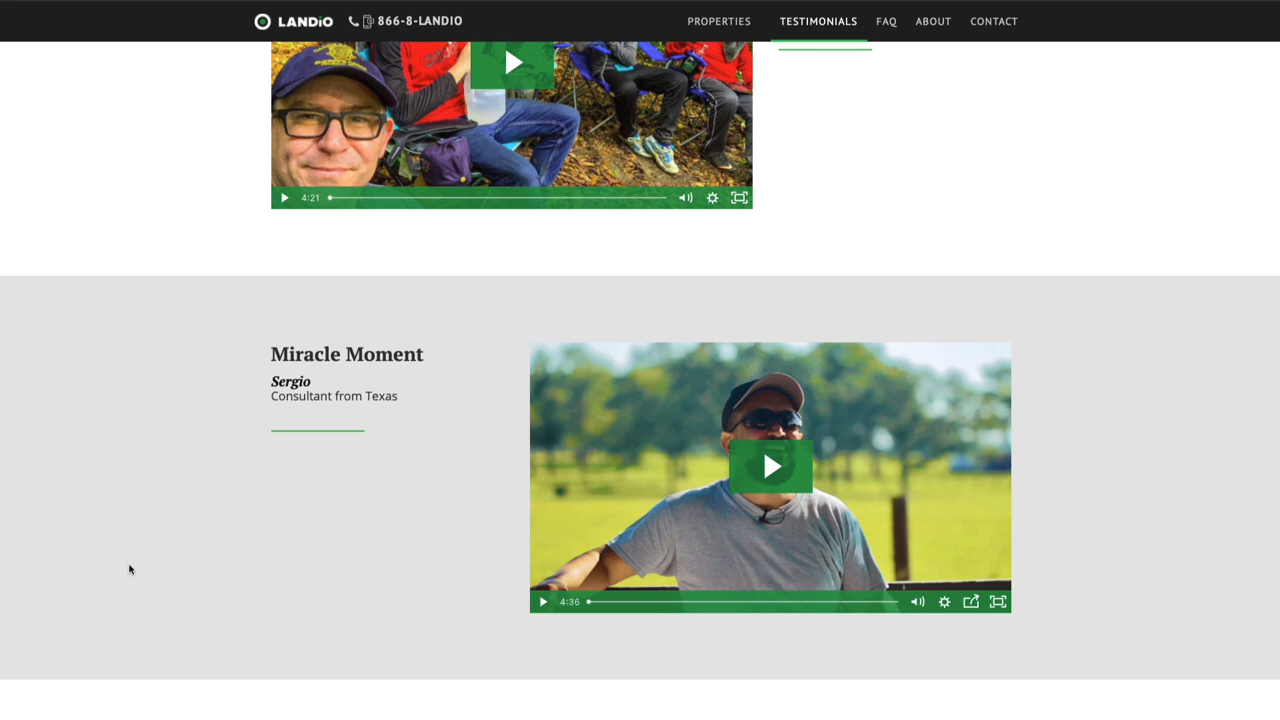 LANDiO
866-8-LANDIO
PROPERTIES
TESTIMONIALS
FAQ
ABOUT
CONTACT
4:21
Miracle Moment
Sergio
Consultant from Texas
4:36